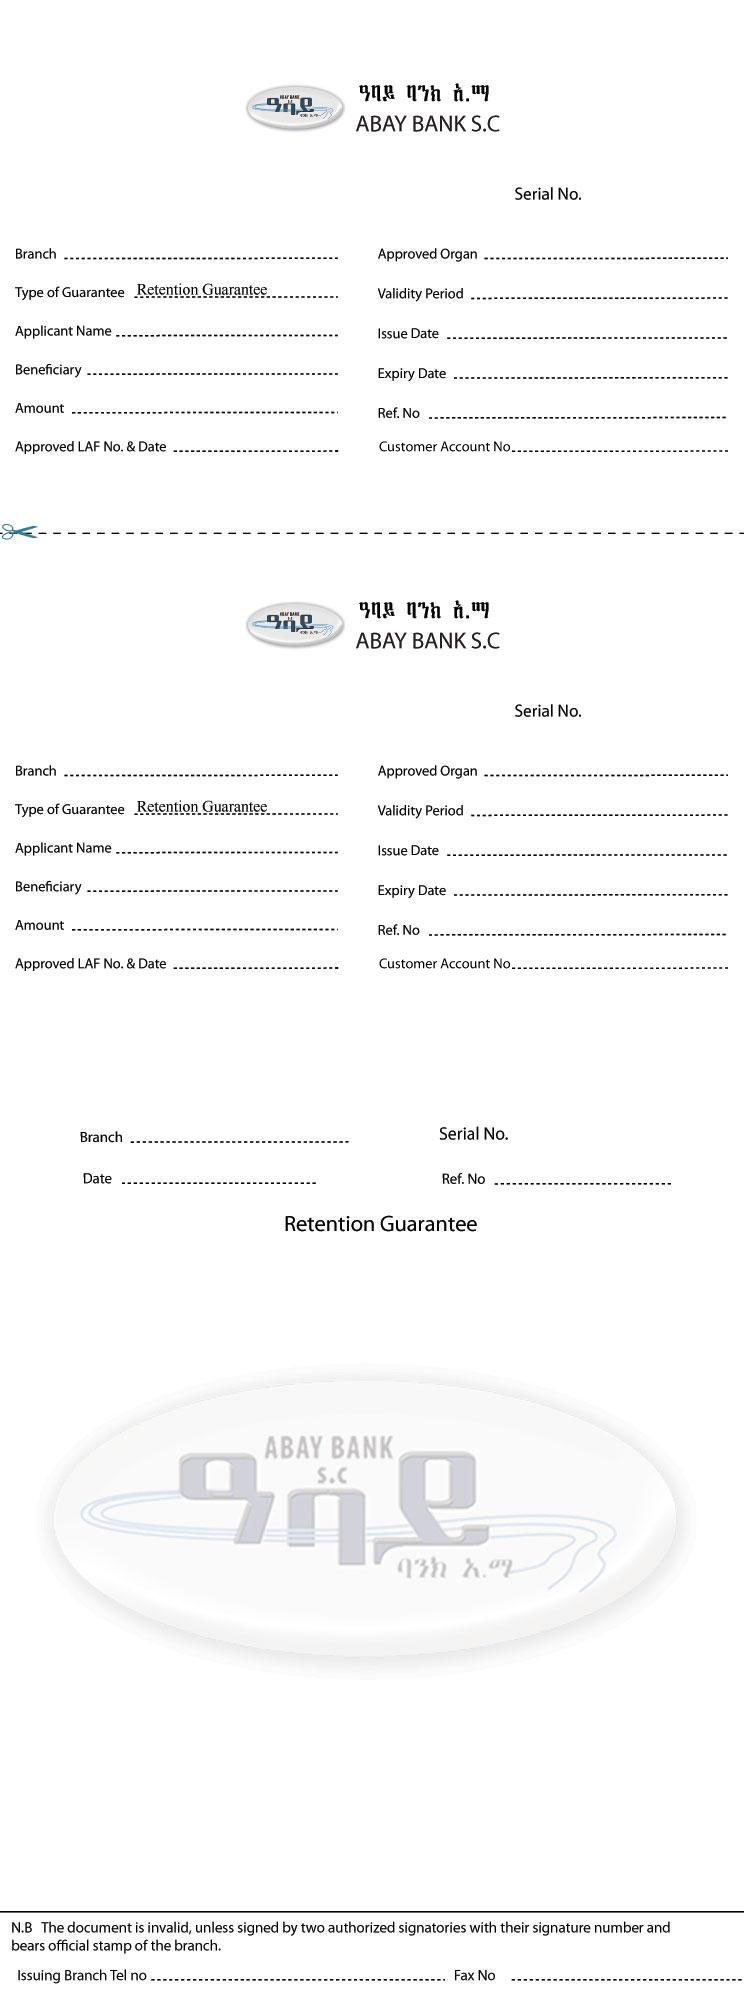 ABAY BANK
ዓባይ
ባንክ አ.ማ
ዓባይ ባንክ አ.ማ
ABAY BANK S.C
Serial No.
Branch
Approved Organ
Type of Guarantee Retention Guarantee
Validity Period
Applicant Name
Issue Date
Beneficiary
Expiry Date
Amount
Ref. No
Approved LAF No. & Date
Customer Account No
ABAY BANK
ዓባይ
ባንክ አ.ማ
ዓባይ ባንክ አ.ማ
ABAY BANK S.C
Serial No.
Branch
Approved Organ
Type of Guarantee Retention Guarantee
Validity Period
Applicant Name
Issue Date
Beneficiary
Expiry Date
Amount
Ref. No
Approved LAF No. & Date
Customer Account No
Branch
Serial No.
Date
Ref. No
Retention Guarantee
ABAY BANK
S.C
ዓባይ
ባንክ አ.ማ
N.B The document is invalid, unless signed by two authorized signatories with their signature number and
bears official stamp of the branch.
Issuing Branch Tel no
Fax No